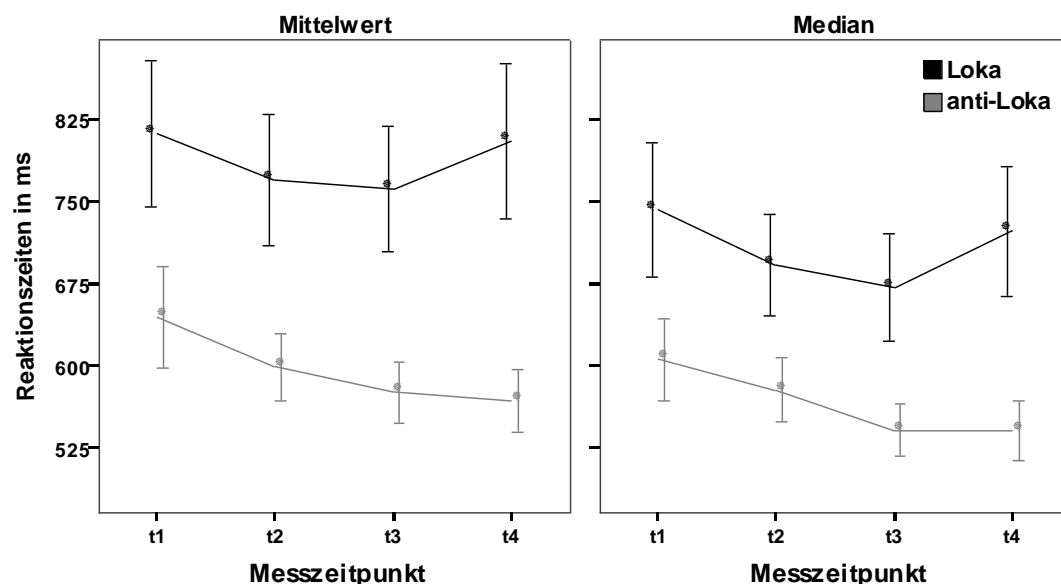 Mittelwert
Median
Loka
anti-Loka
Reaktionszeiten in ms
825
750
675
600
525
t1 t2 t3 t4
t1 t2 t3 t4
Messzeitpunkt
Messzeitpunkt